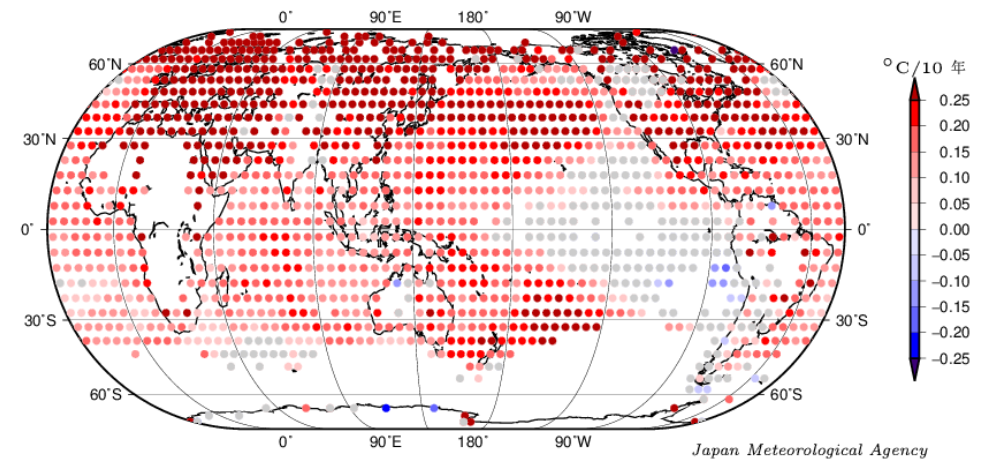 0˚ 90˚E 180˚ 90˚W
°C/10 年
60˚N 60˚N
30˚N 30˚N
0˚ 0˚
30˚S 30˚S
60˚S 60˚S
0.25
0.20
0.15
0.10
0.05
0.00
−0.05
−0.10
−0.15
−0.20
−0.25
0˚ 90˚E 180˚ 90˚W
Japan Meteorological Agency